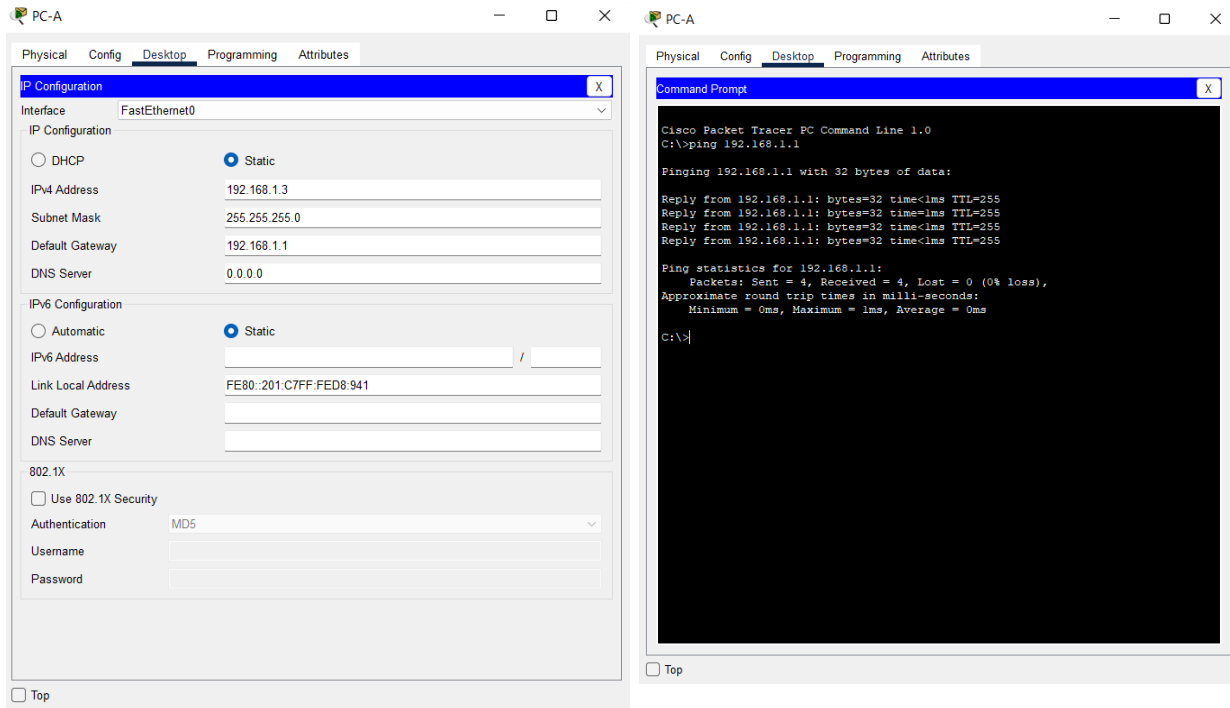 PC-A
Physical Config Desktop Programming Attributes
IP Configuration X
Interface FastEthernet0
IP Configuration
DHCP Static
IPv4 Address 192.168.1.3
Subnet Mask 255.255.255.0
Default Gateway 192.168.1.1
DNS Server 0.0.0.0
IPv6 Configuration
Automatic Static
IPv6 Address /
Link Local Address FE80::201:C7FF:FED8:941
Default Gateway
DNS Server
802.1X
Use 802.1X Security
Authentication MD5
Username
Password
Top
PC-A
Physical Config Desktop Programming Attributes
Command Prompt X
Cisco Packet Tracer PC Command Line 1.0
C:\>ping 192.168.1.1
Pinging 192.168.1.1 with 32 bytes of data:
Reply from 192.168.1.1: bytes=32 time<1ms TTL=255
Reply from 192.168.1.1: bytes=32 time=1ms TTL=255
Reply from 192.168.1.1: bytes=32 time<1ms TTL=255
Reply from 192.168.1.1: bytes=32 time<1ms TTL=255
Ping statistics for 192.168.1.1:
Packets: Sent = 4, Received = 4, Lost = 0 (0% loss),
Approximate round trip times in milli-seconds:
Minimum = 0ms, Maximum = 1ms, Average = 0ms
C:\>
Top